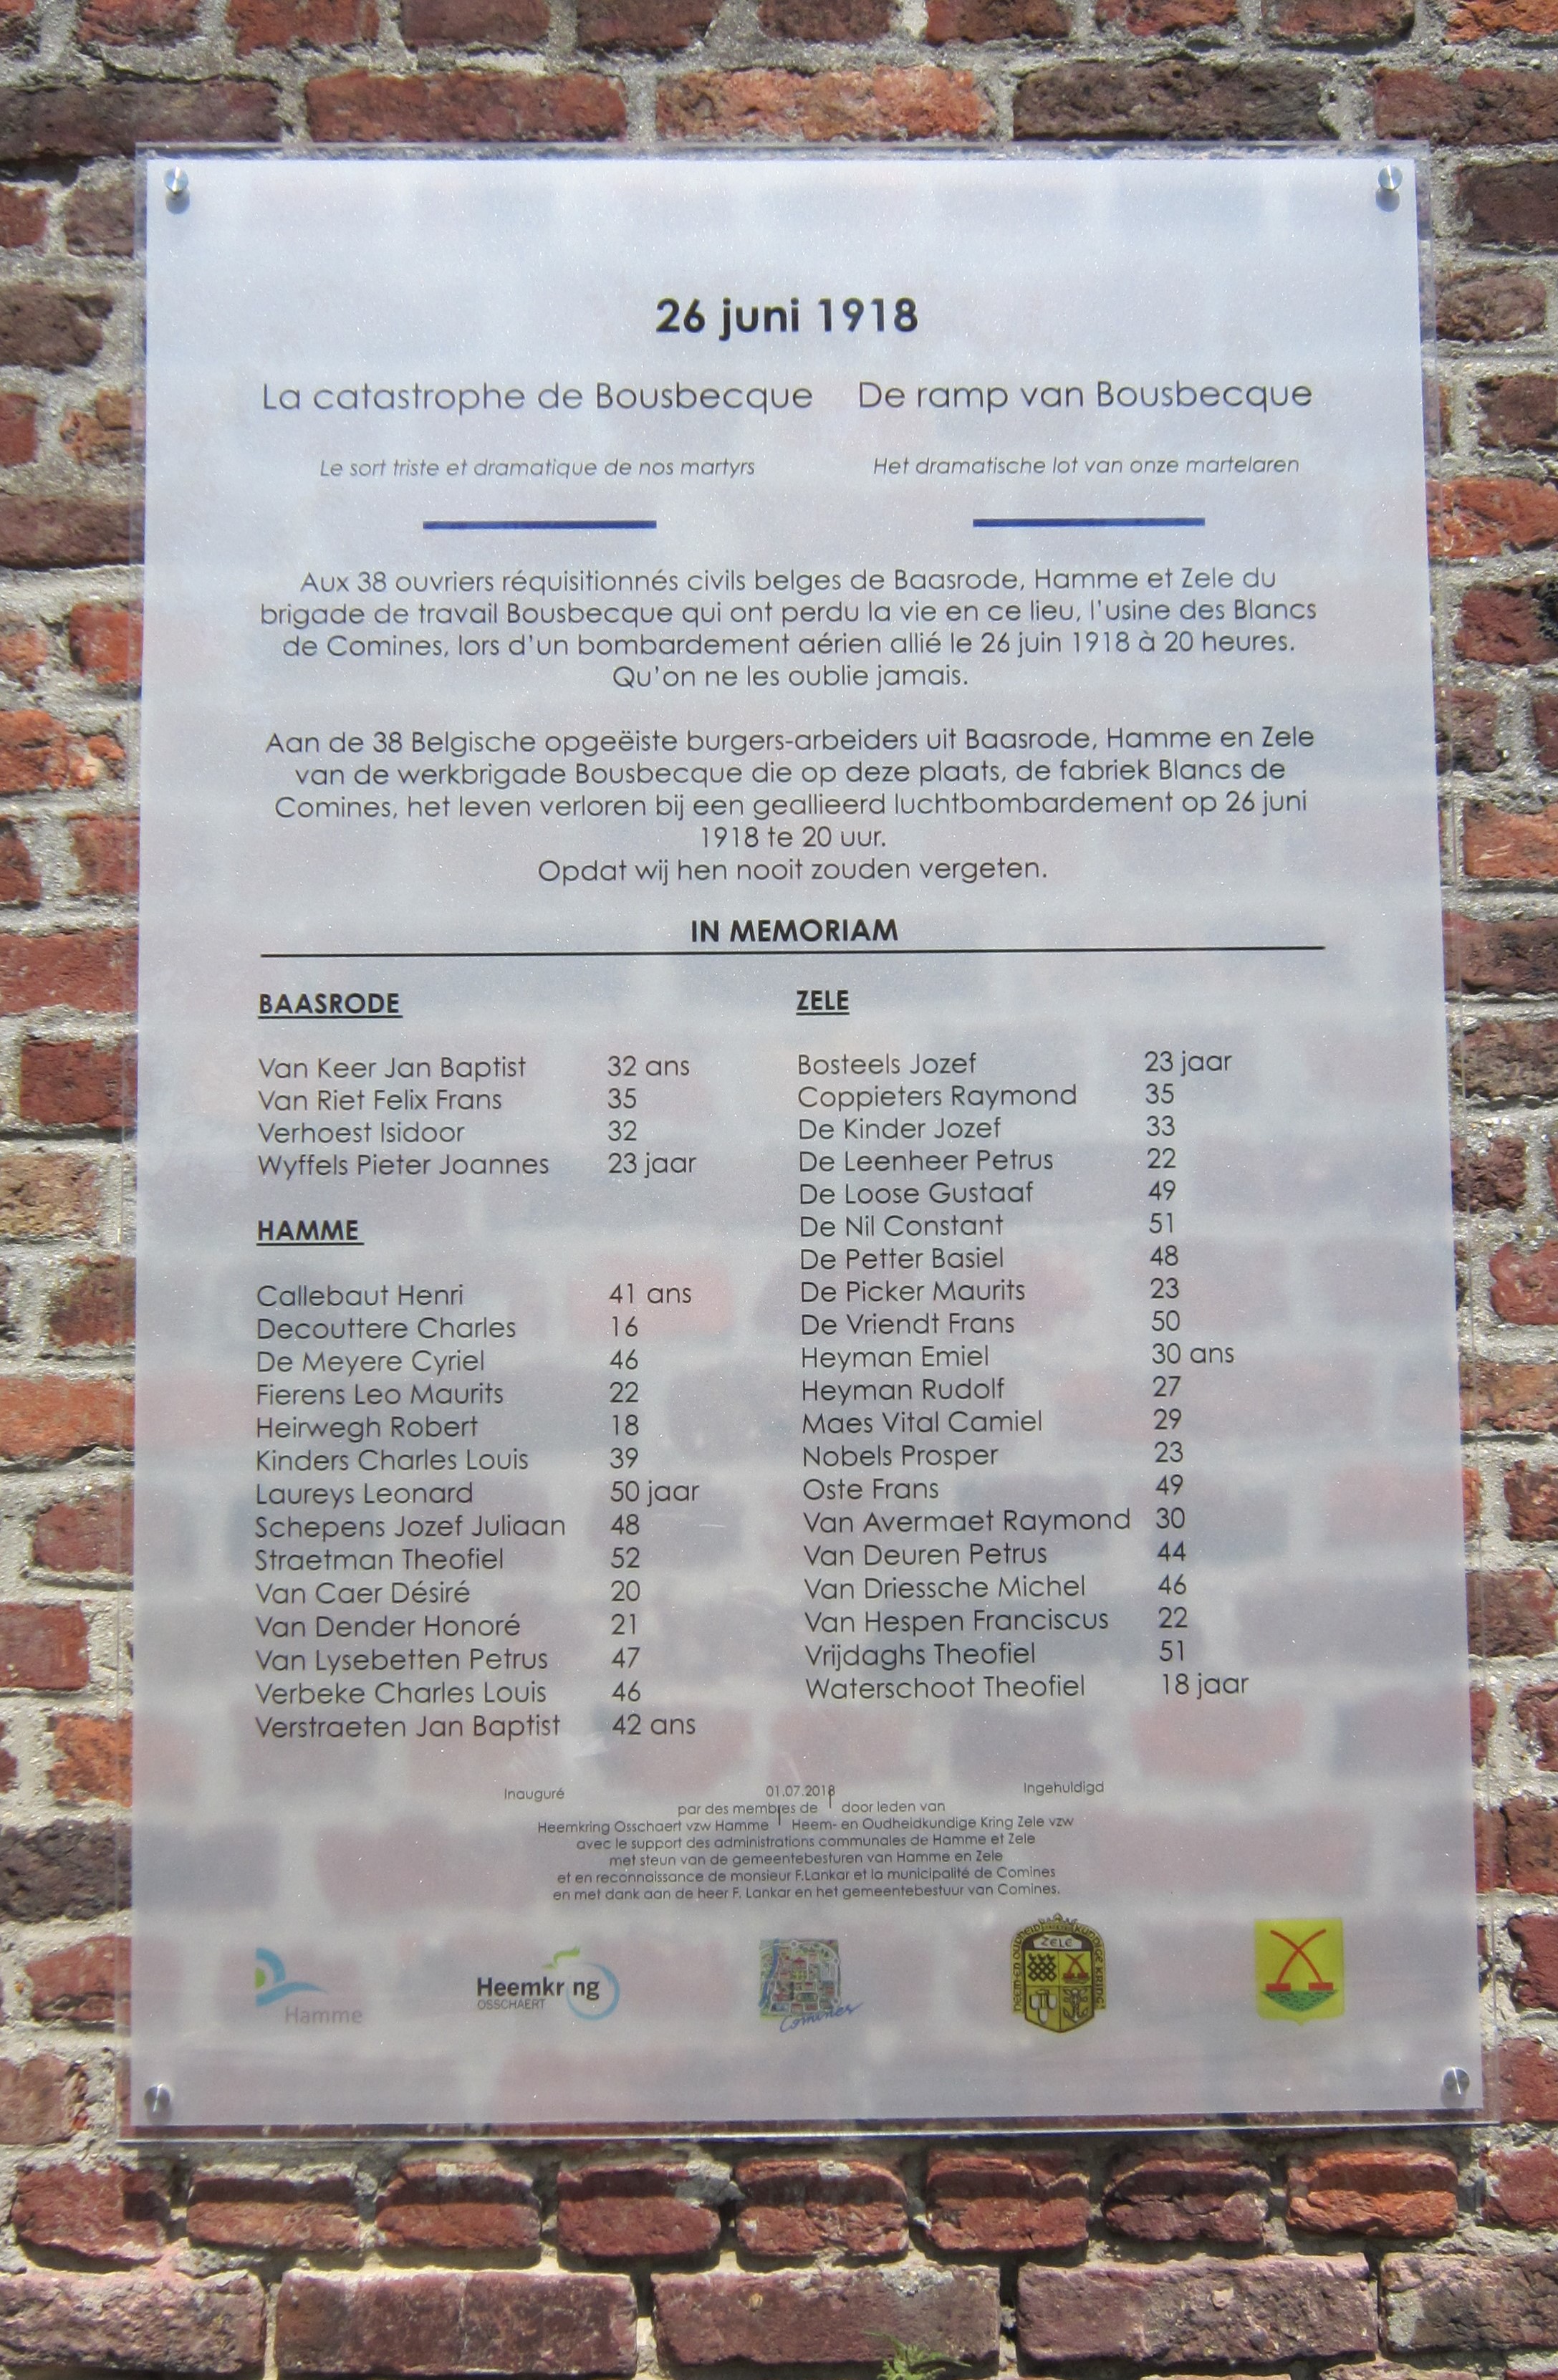 26 juni 1918
La catastrophe de Bousbecque De ramp van Bousbecque
Le sort triste et dramatique de nos martyrs Het dramatische lot van onze martelaren
Aux 38 ouvriers réquisitionnés civils belges de Baasrode, Hamme et Zele du
brigade de travail Bousbecque qui ont perdu la vie en ce lieu, l'usine des Blancs
de Comines, lors d'un bombardement aérien allié le 26 juin 1918 à 20 heures.
Qu'on ne les oublie jamais.
Aan de 38 Belgische opgeëiste burgers-arbeiders uit Baasrode, Hamme en Zele
van de werkbrigade Bousbecque die op deze plaats, de fabriek Blancs de
Comines, het leven verloren bij een geallieerd luchtbombardement op 26 juni
1918 te 20 uur.
Opdat wij hen nooit zouden vergeten.
IN MEMORIAM
BAASRODE
Van Keer Jan Baptist 32 ans
Van Riet Felix Frans 35
Verhoest Isidoor 32
Wyffels Pieter Joannes 23 jaar
HAMME
Callebaut Henri 41 ans
Decouttere Charles 16
De Meyere Cyriel 46
Fierens Leo Maurits 22
Heirwegh Robert 18
Kinders Charles Louis 39
Laureys Leonard 50 jaar
Schepens Jozef Juliaan 48
Straetman Theofiel 52
Van Caer Désiré 20
Van Dender Honoré 21
Van Lysebetten Petrus 47
Verbeke Charles Louis 46
Verstraeten Jan Baptist 42 ans
ZELE
Bosteels Jozef 23 jaar
Coppieters Raymond 35
De Kinder Jozef 33
De Leenheer Petrus 22
De Loose Gustaaf 49
De Nil Constant 51
De Petter Basiel 48
De Picker Maurits 23
De Vriendt Frans 50
Heyman Emiel 30 ans
Heyman Rudolf 27
Maes Vital Camiel 29
Nobels Prosper 23
Oste Frans 49
Van Avermaet Raymond 30
Van Deuren Petrus 44
Van Driessche Michel 46
Van Hespen Franciscus 22
Vrijdaghs Theofiel 51
Waterschoot Theofiel 18 jaar
Inauguré 01.07.2018 Ingehuldigd
par des membres de door leden van
Heemkring Osschaert vzw Hamme Heem- en Oudheidkundige Kring Zele vzw
avec le support des administrations communales de Hamme et Zele
met steun van de gemeentebesturen van Hamme en Zele
et en reconnaissance de monsieur F.Lankar et la municipalité de Comines
en met dank aan de heer F. Lankar en het gemeentebestuur van Comines.
Hamme
Heemkring
OSSCHAERT
Comines
HEEM EN OUDHEIDKUNDIGE KRING
ZELE